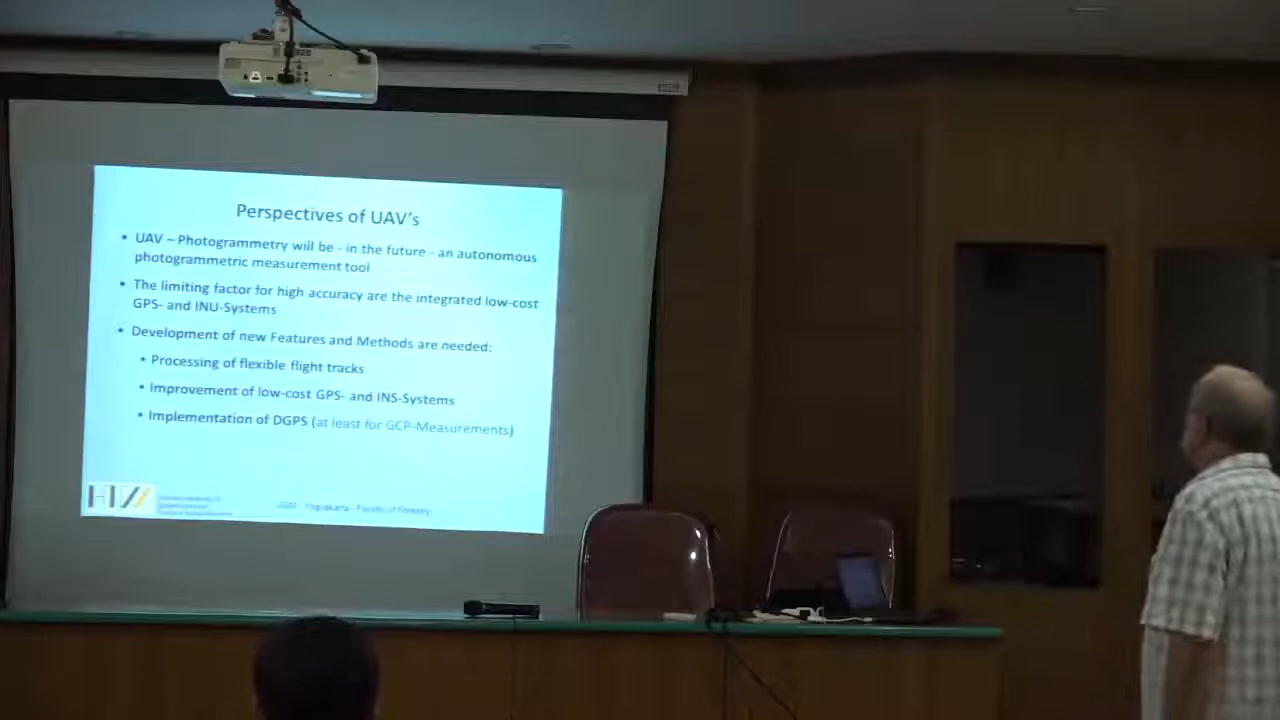 Perspectives of UAV's
• UAV – Photogrammetry will be - in the future - an autonomous
photogrammetric measurement tool
• The limiting factor for high accuracy are the integrated low-cost
GPS- and INU-Systems
• Development of new Features and Methods are needed:
• Processing of flexible flight tracks
• Improvement of low-cost GPS- and INS-Systems
• Implementation of DGPS (at least for GCP-Measurements)
HTW
Yogyakarta - Faculty of Forestry